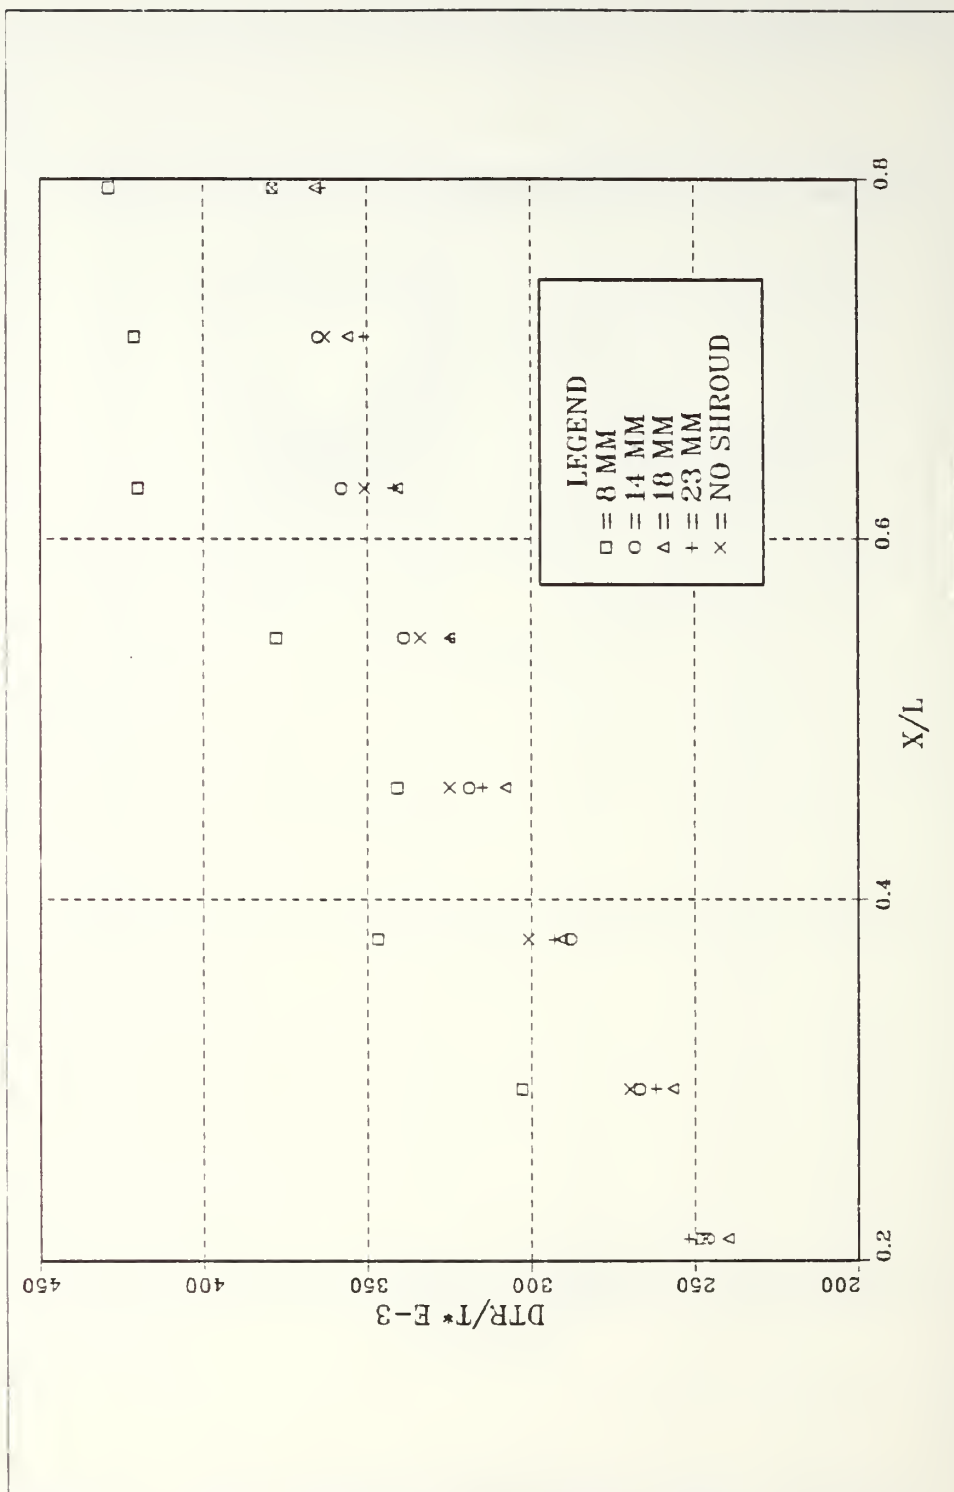 450
400
350
300
250
200
DTR/T* E-3
0.2
0.4
0.6
0.8
X/L
LEGEND
□ = 8 MM
○ = 14 MM
△ = 18 MM
+ = 23 MM
× = NO SHROUD